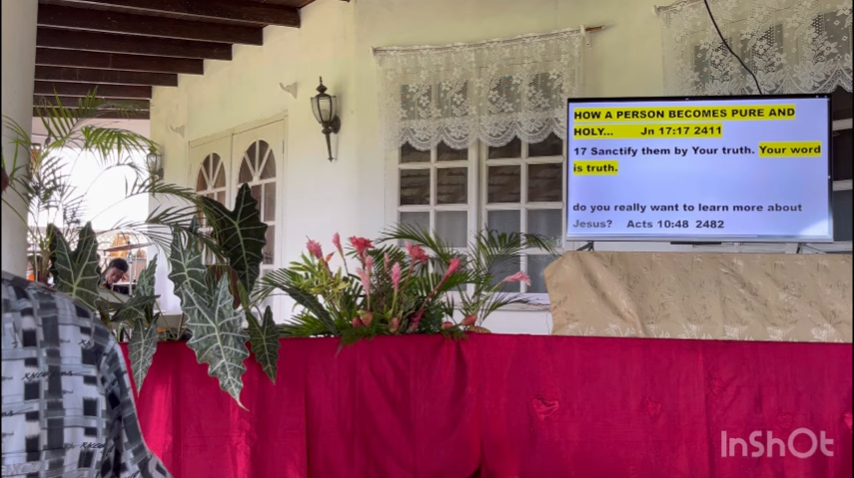 HOW A PERSON BECOMES PURE AND
HOLY... Jn 17:17 2411
17 Sanctify them by Your truth. Your word
is truth.
do you really want to learn more about
Jesus? Acts 10:48 2482
InShOt